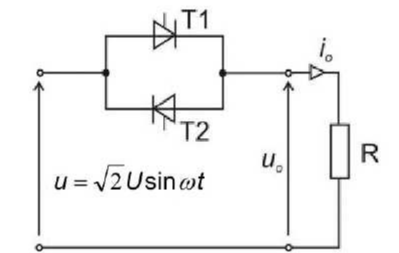 T1
i₀
T2
R
u₀
u = √2 U sin ωt